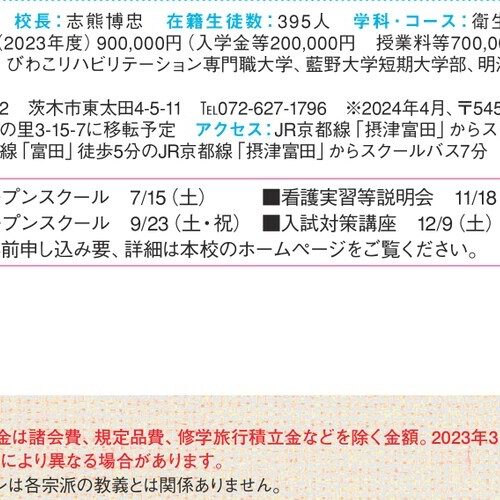 校長：志熊博忠　在籍生徒数：395人　学科・コース：衛生
（2023年度）900,000円（入学金等200,000円　授業料等700,0
びわこリハビリテーション専門職大学、藍野大学短期大学部、明治
2　茨木市東太田4-5-11　℡072-627-1796　※2024年4月、〒545
の里3-15-7に移転予定　アクセス：JR京都線「摂津富田」からス
線「富田」徒歩5分のJR京都線「摂津富田」からスクールバス7分
プンスクール　7/15（土）　■看護実習等説明会　11/18
プンスクール　9/23（土・祝）　■入試対策講座　12/9（土）
前申し込み要、詳細は本校のホームページをご覧ください。
金は諸会費、規定品費、修学旅行積立金などを除く金額。2023年3
により異なる場合があります。
ンは各宗派の教義とは関係ありません。